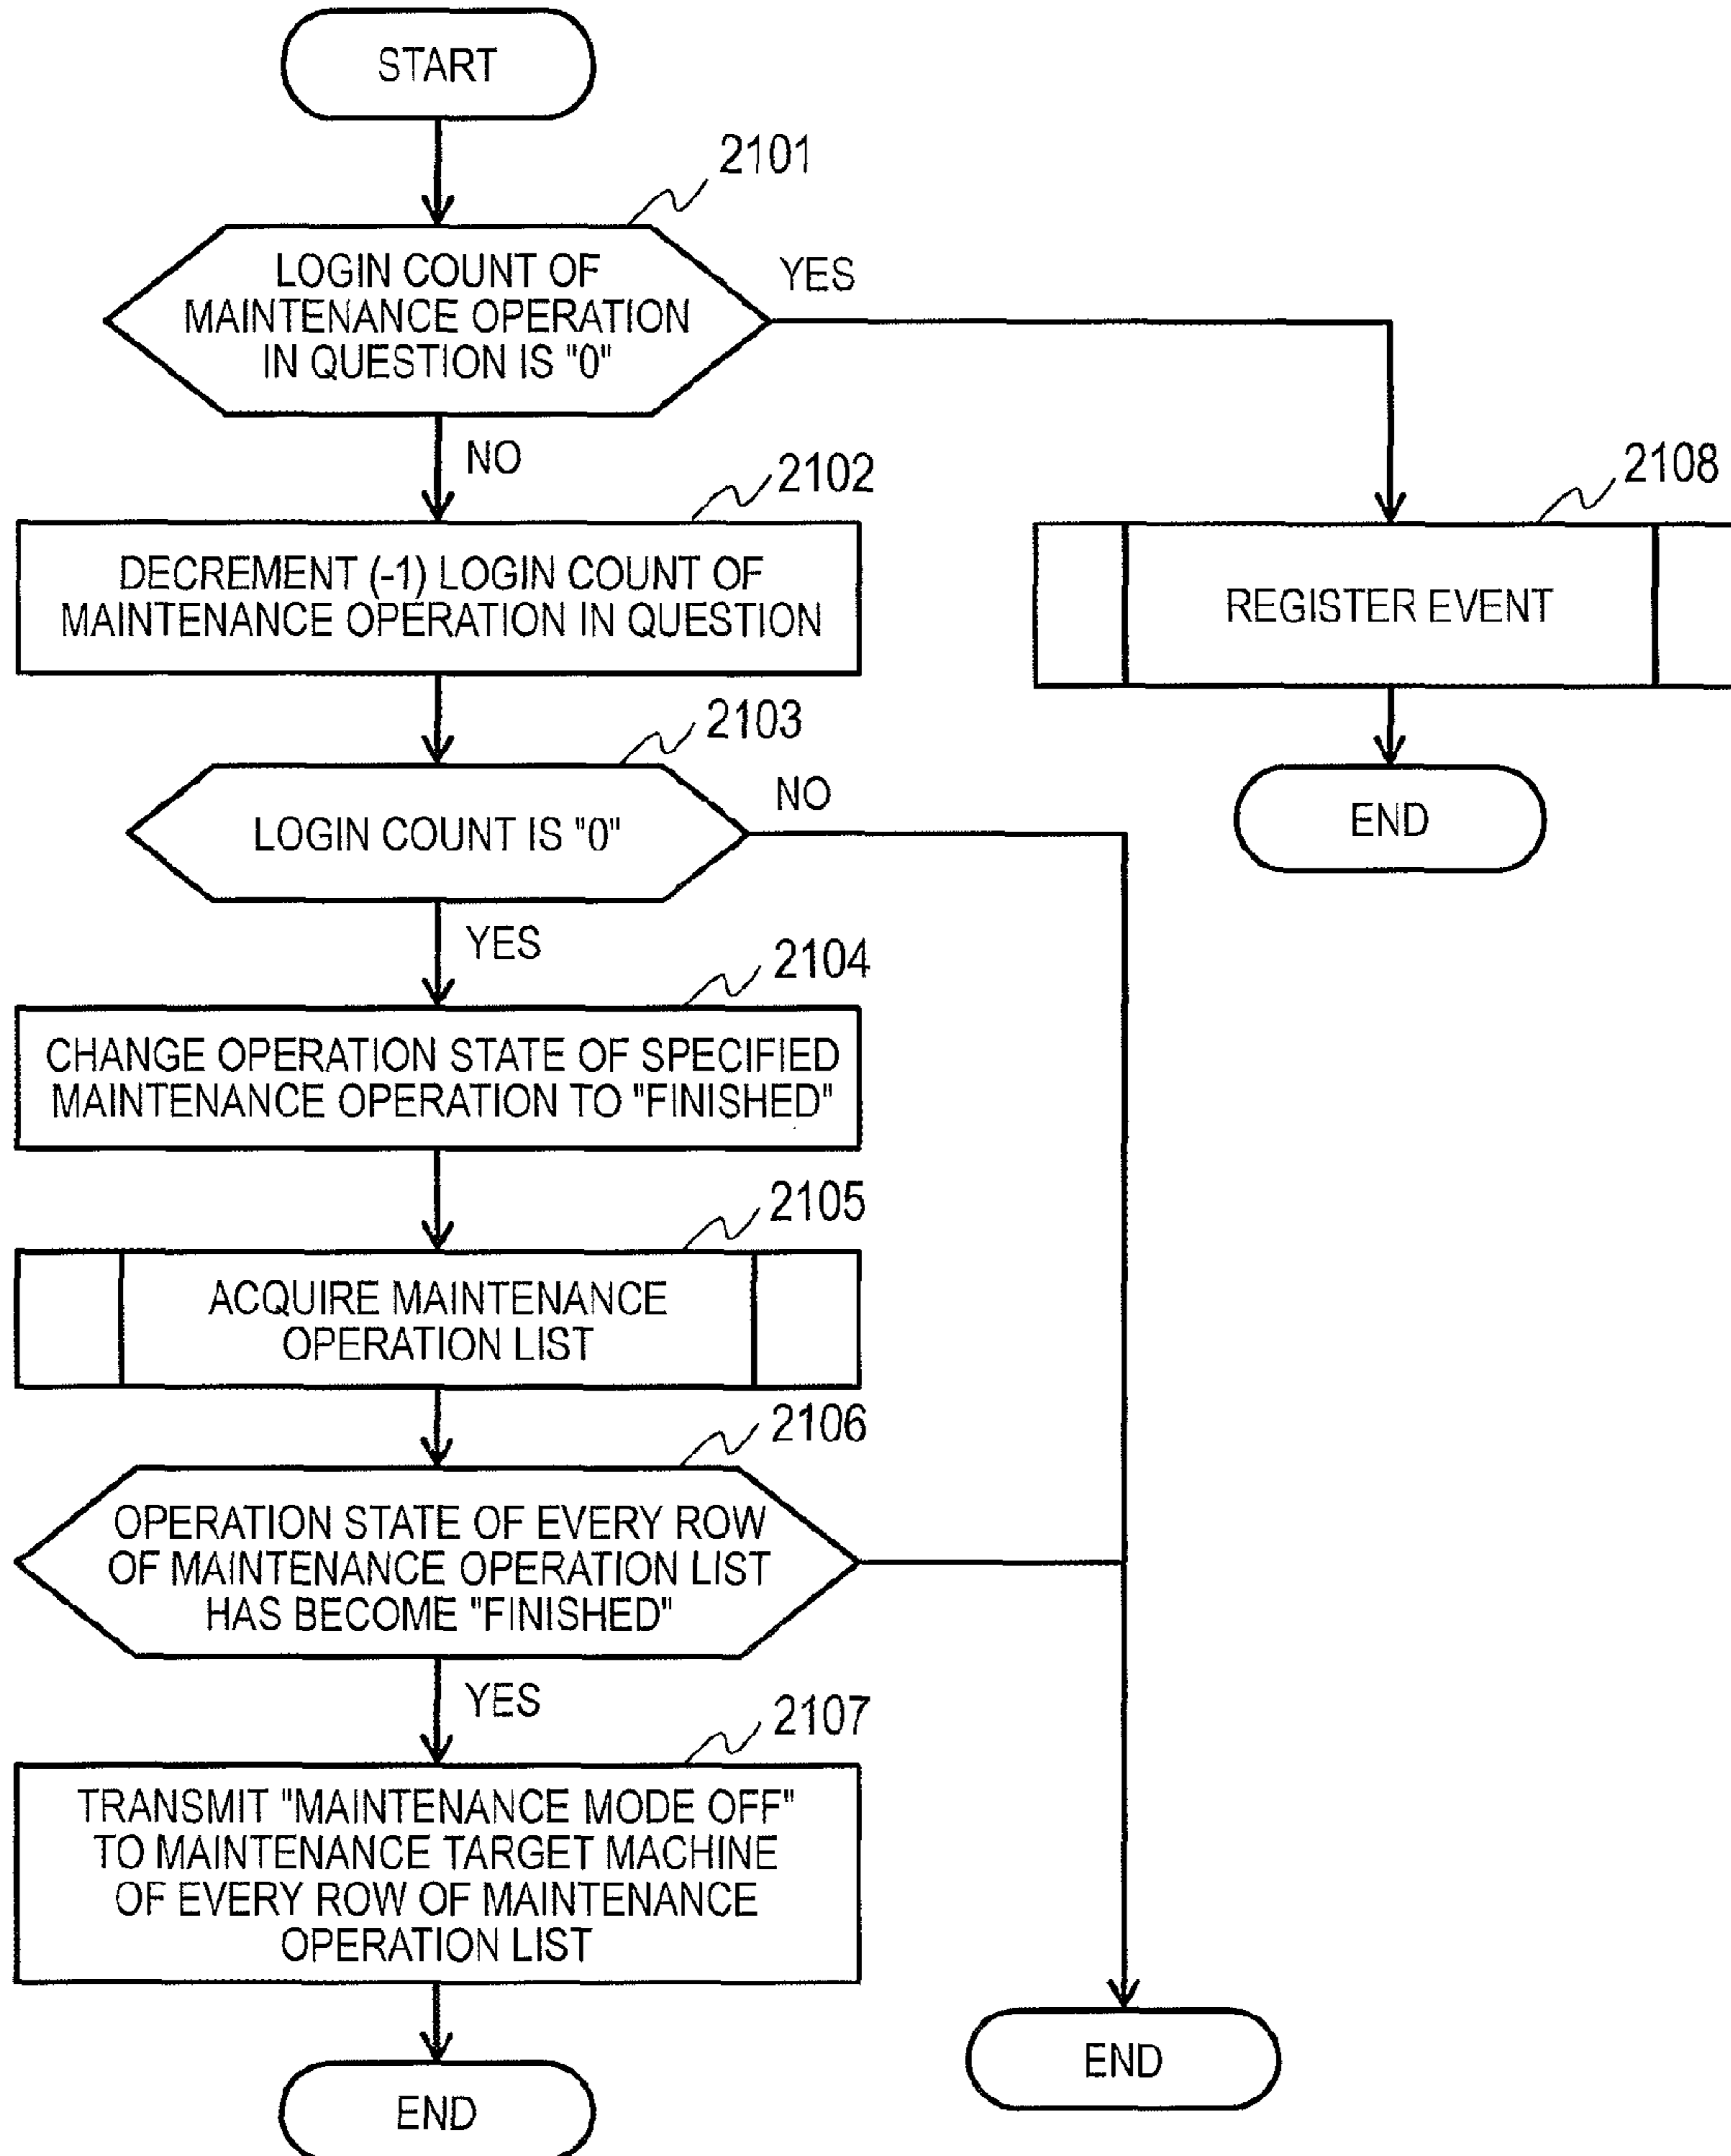 START
2101
LOGIN COUNT OF
MAINTENANCE OPERATION
IN QUESTION IS "0"
YES
NO
2102
DECREMENT (-1) LOGIN COUNT OF
MAINTENANCE OPERATION IN QUESTION
2108
REGISTER EVENT
END
2103
LOGIN COUNT IS "0"
NO
YES
2104
CHANGE OPERATION STATE OF SPECIFIED
MAINTENANCE OPERATION TO "FINISHED"
2105
ACQUIRE MAINTENANCE
OPERATION LIST
2106
OPERATION STATE OF EVERY ROW
OF MAINTENANCE OPERATION LIST
HAS BECOME "FINISHED"
YES
2107
TRANSMIT "MAINTENANCE MODE OFF"
TO MAINTENANCE TARGET MACHINE
OF EVERY ROW OF MAINTENANCE
OPERATION LIST
END
END